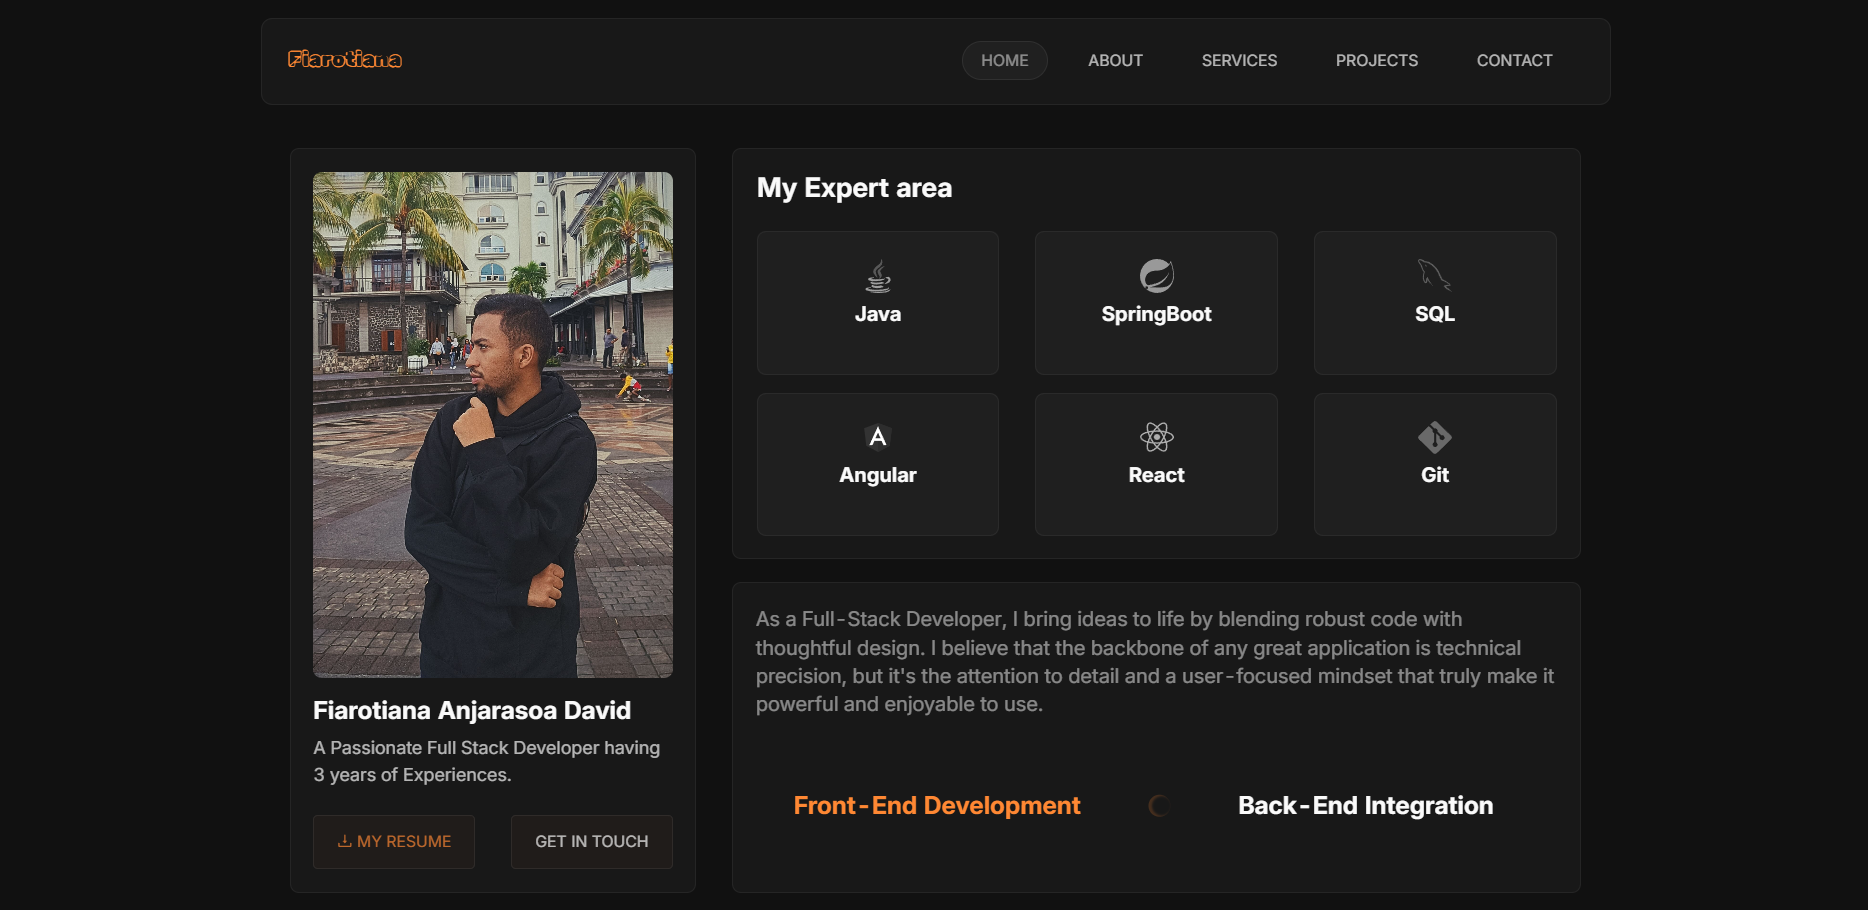 Fiarotiana
HOME
ABOUT
SERVICES
PROJECTS
CONTACT
Fiarotiana Anjarasoa David
A Passionate Full Stack Developer having
3 years of Experiences.
MY RESUME
GET IN TOUCH
My Expert area
Java
SpringBoot
SQL
Angular
React
Git
As a Full-Stack Developer, I bring ideas to life by blending robust code with
thoughtful design. I believe that the backbone of any great application is technical
precision, but it's the attention to detail and a user-focused mindset that truly make it
powerful and enjoyable to use.
Front-End Development
Back-End Integration